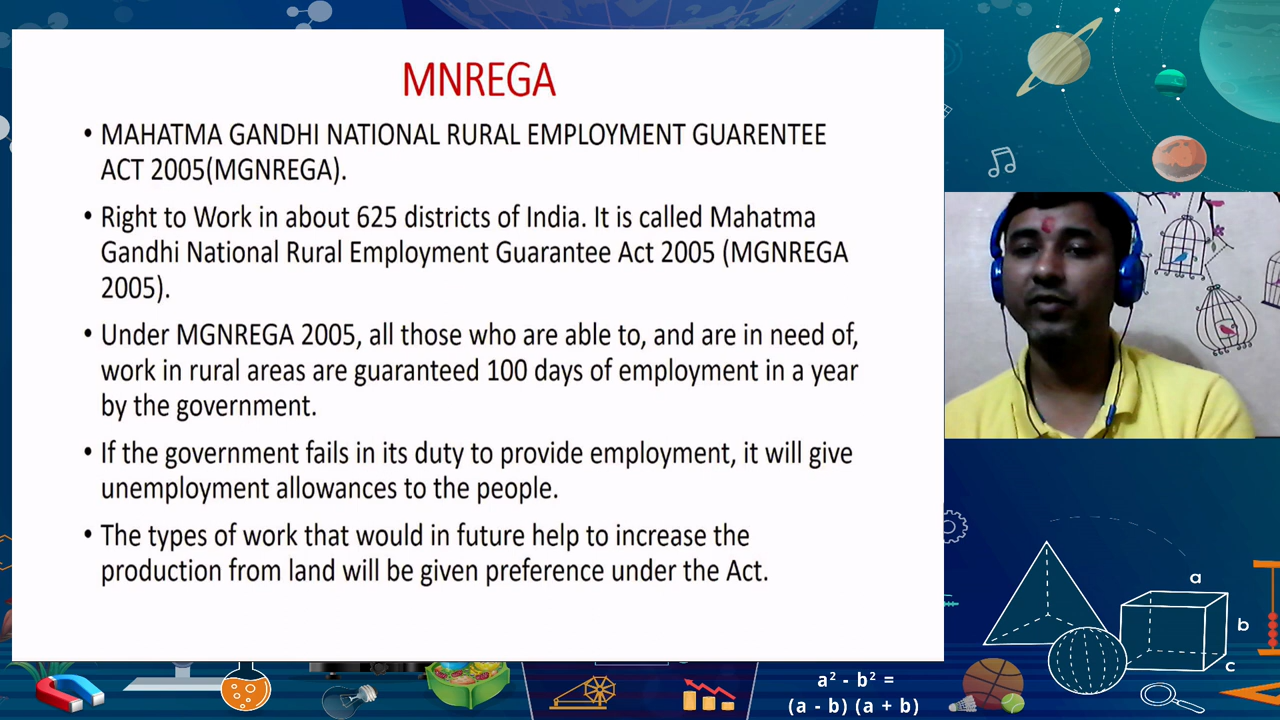 MNREGA
• MAHATMA GANDHI NATIONAL RURAL EMPLOYMENT GUARENTEE
ACT 2005(MGNREGA).
• Right to Work in about 625 districts of India. It is called Mahatma
Gandhi National Rural Employment Guarantee Act 2005 (MGNREGA
2005).
• Under MGNREGA 2005, all those who are able to, and are in need of,
work in rural areas are guaranteed 100 days of employment in a year
by the government.
• If the government fails in its duty to provide employment, it will give
unemployment allowances to the people.
• The types of work that would in future help to increase the
production from land will be given preference under the Act.
a
b
c
a² - b² =
(a - b) (a + b)